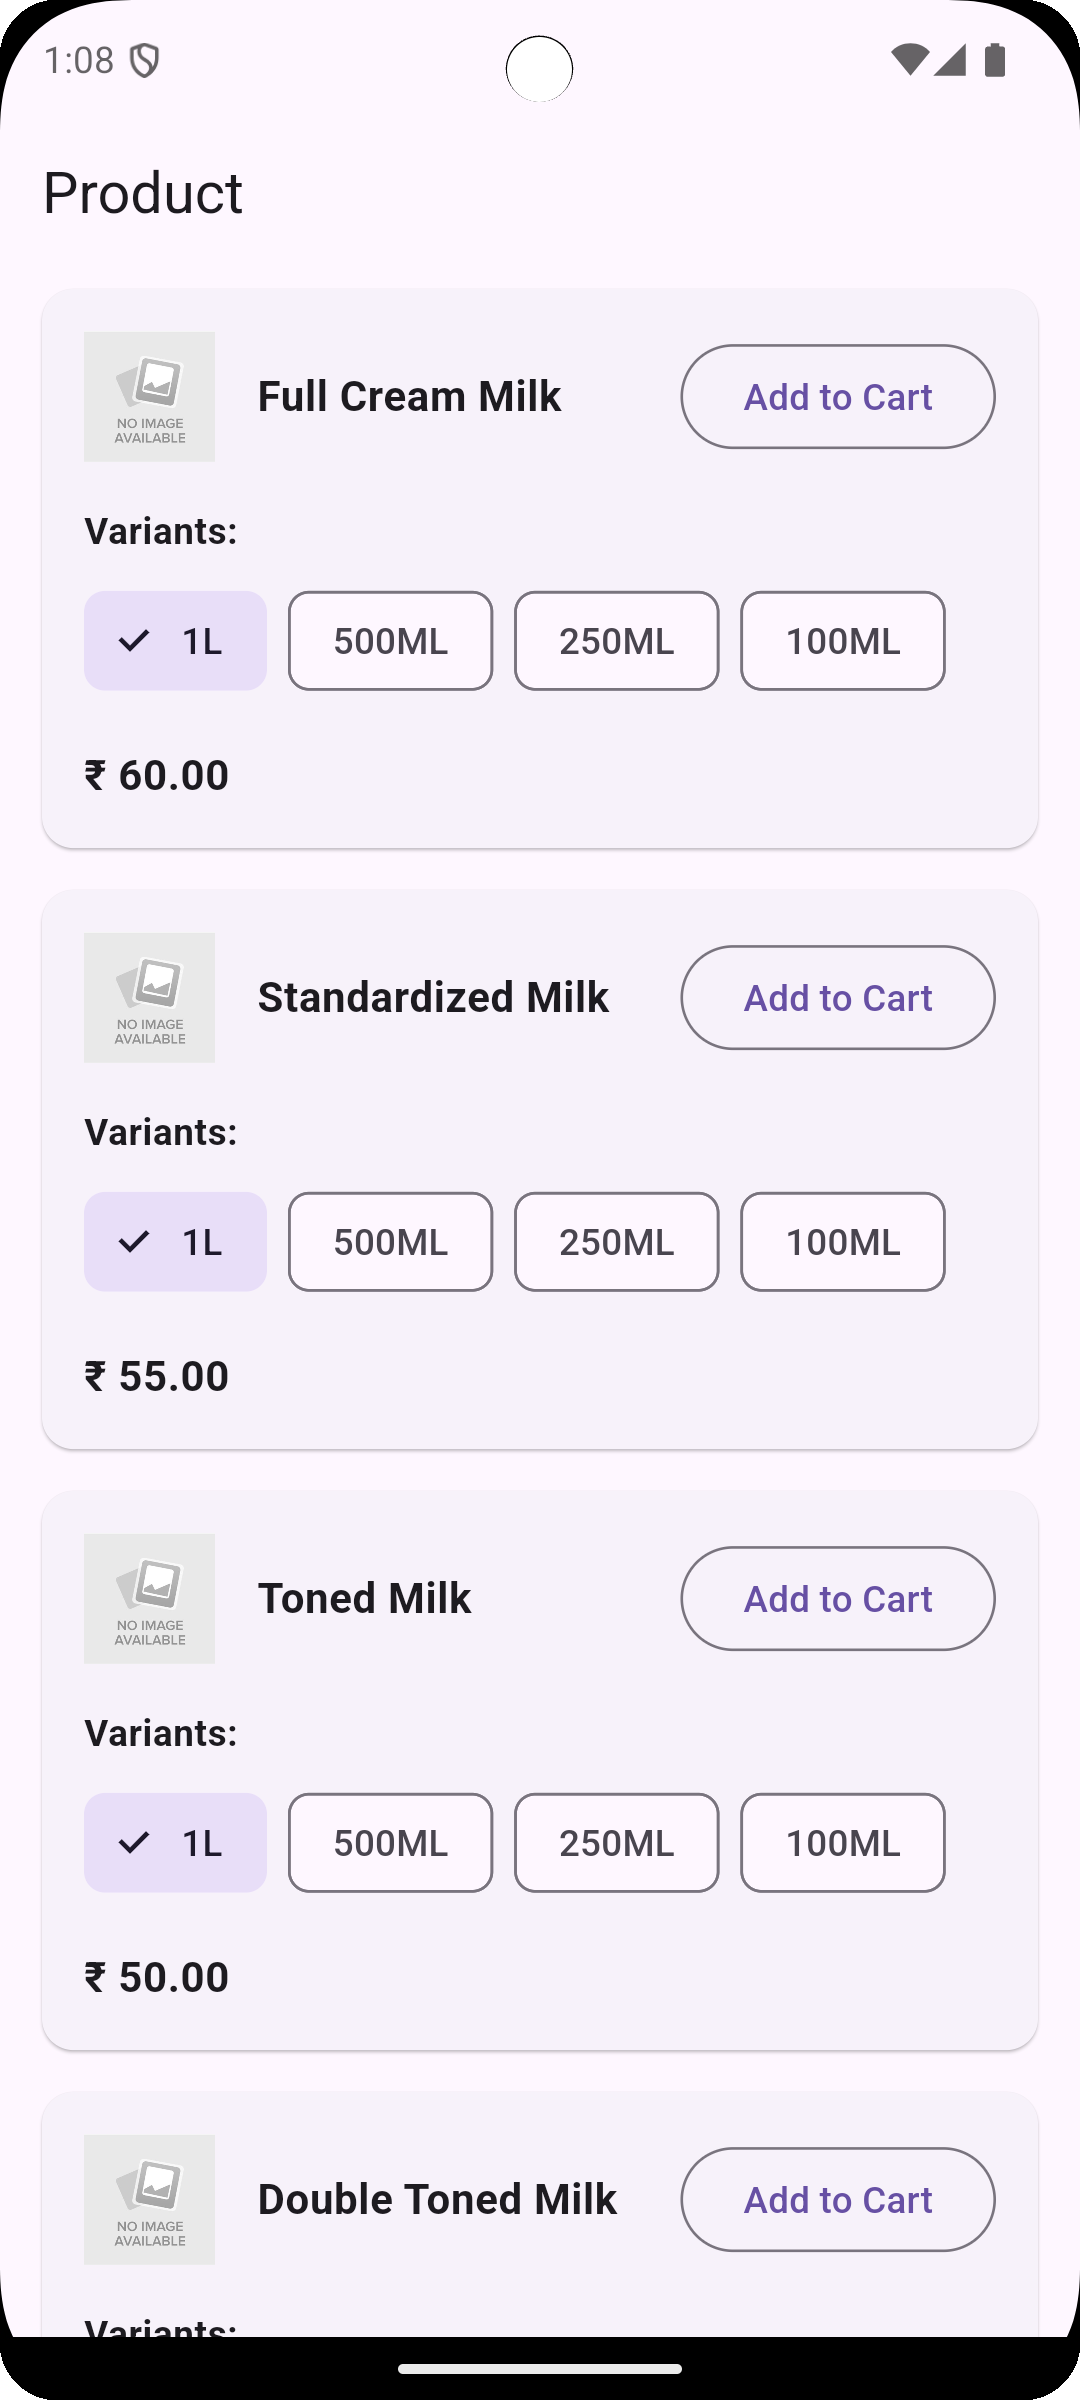 1:08
Product
NO IMAGE
AVAILABLE
Full Cream Milk
Add to Cart
Variants:
1L
500ML
250ML
100ML
₹ 60.00
NO IMAGE
AVAILABLE
Standardized Milk
Add to Cart
Variants:
1L
500ML
250ML
100ML
₹ 55.00
NO IMAGE
AVAILABLE
Toned Milk
Add to Cart
Variants:
1L
500ML
250ML
100ML
₹ 50.00
NO IMAGE
AVAILABLE
Double Toned Milk
Add to Cart
Variants: